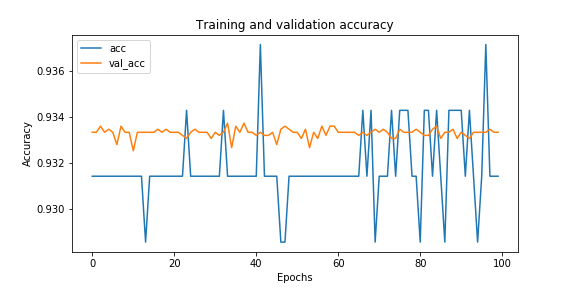 Training and validation accuracy
acc
val_acc
0.936
0.934
0.932
0.930
Accuracy
0 20 40 60 80 100
Epochs